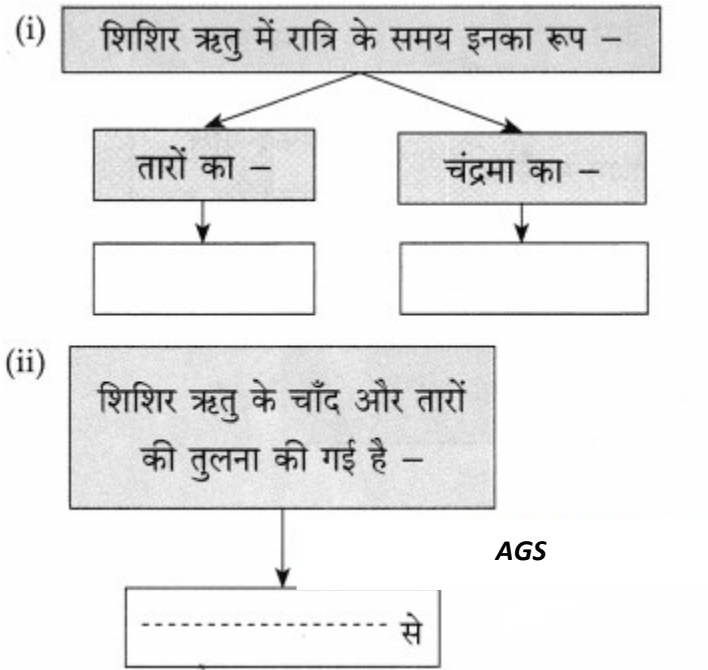 (i) शिशिर ऋतु में रात्रि के समय इनका रूप –
तारों का –
चंद्रमा का –
(ii)
शिशिर ऋतु के चाँद और तारों
की तुलना की गई है –
AGS
---------------------- से